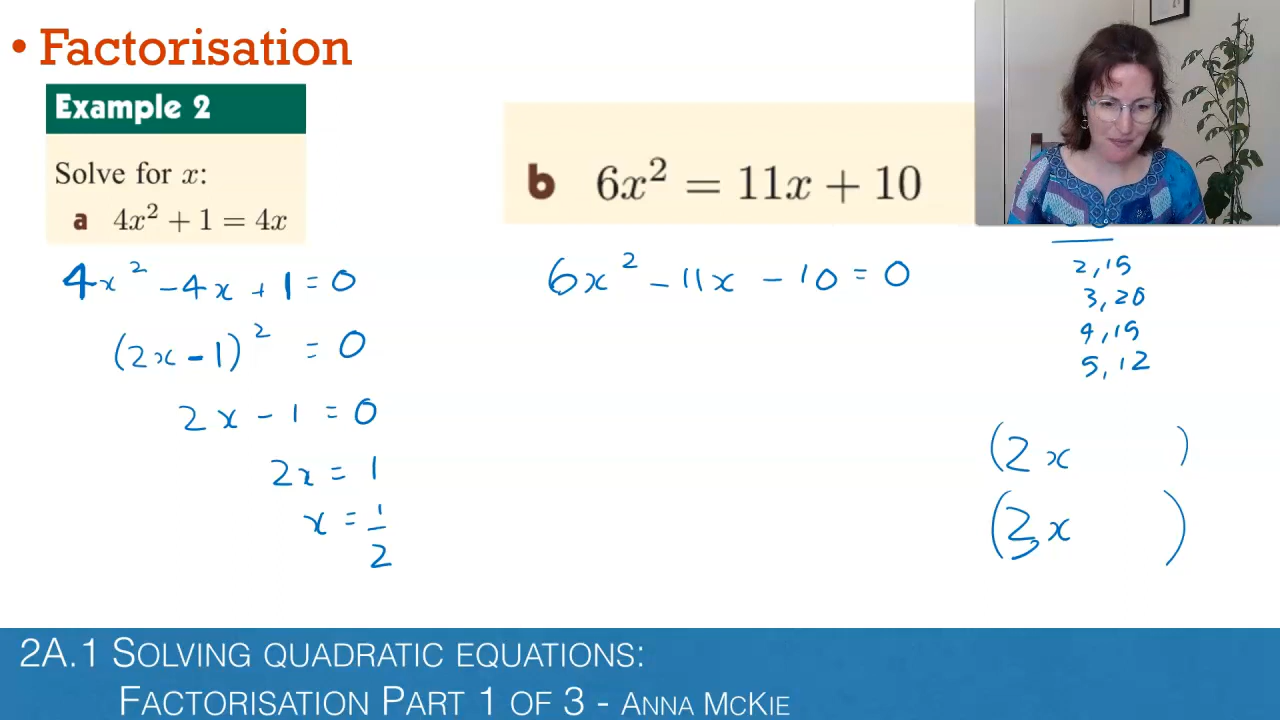 • Factorisation
Example 2
Solve for x:
a 4x² + 1 = 4x
4x² - 4x + 1 = 0
(2x - 1)² = 0
2x - 1 = 0
2x = 1
x = 1/2
b 6x² = 11x + 10
6x² - 11x - 10 = 0
2,15
3,20
4,15
5,12
(2x )
(3x )
2A.1 SOLVING QUADRATIC EQUATIONS:
FACTORISATION PART 1 OF 3 - ANNA MCKIE